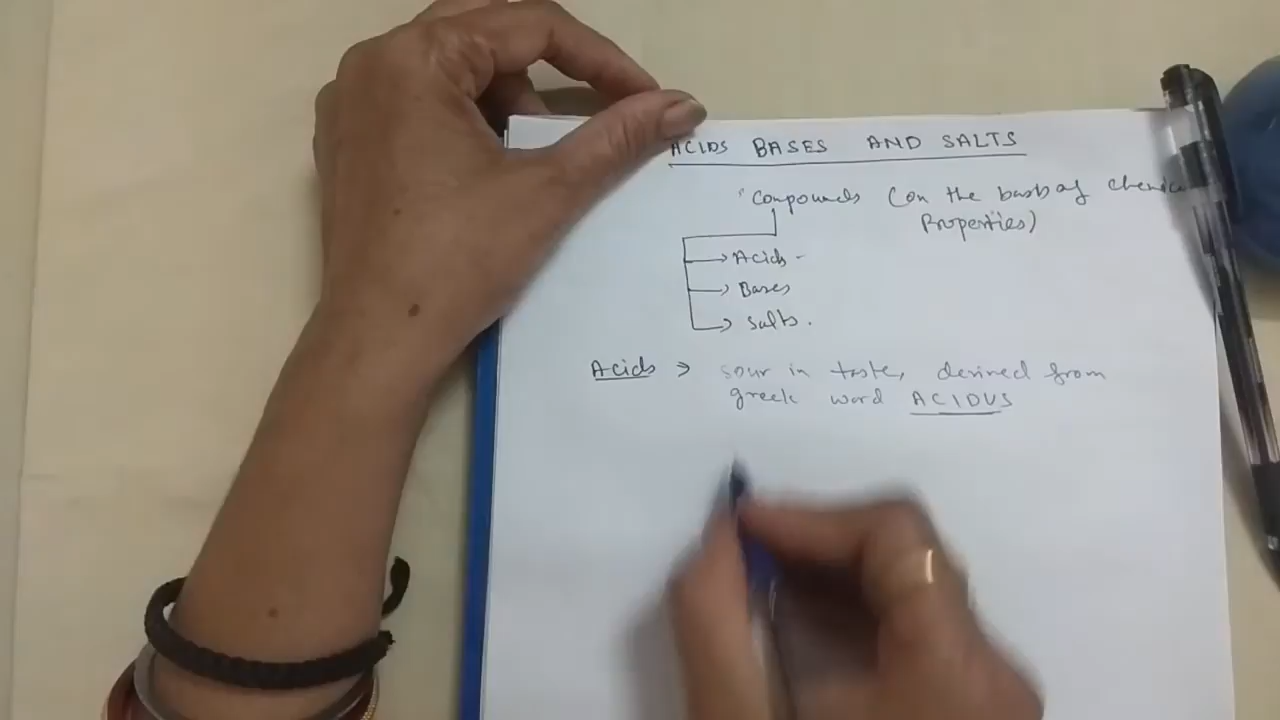 ACIDS BASES AND SALTS
Compounds (on the basis of chemic
Properties)
Acids -
Bases
Salts.
Acids > sour in taste, derived from
greek word ACIDUS